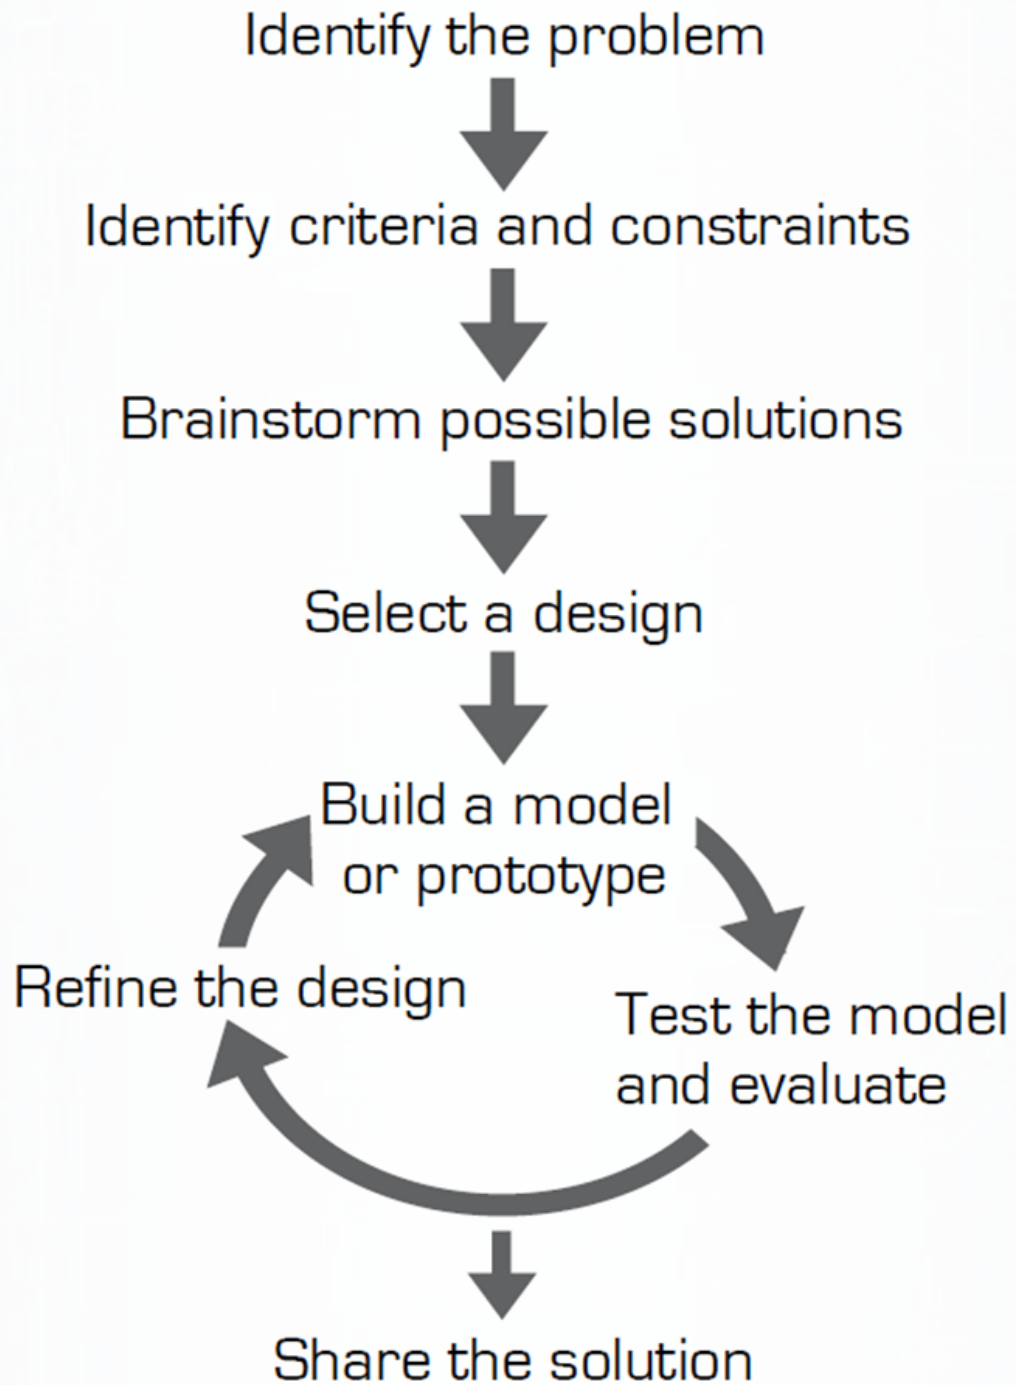 Identify the problem
Identify criteria and constraints
Brainstorm possible solutions
Select a design
Build a model
or prototype
Refine the design
Test the model
and evaluate
Share the solution